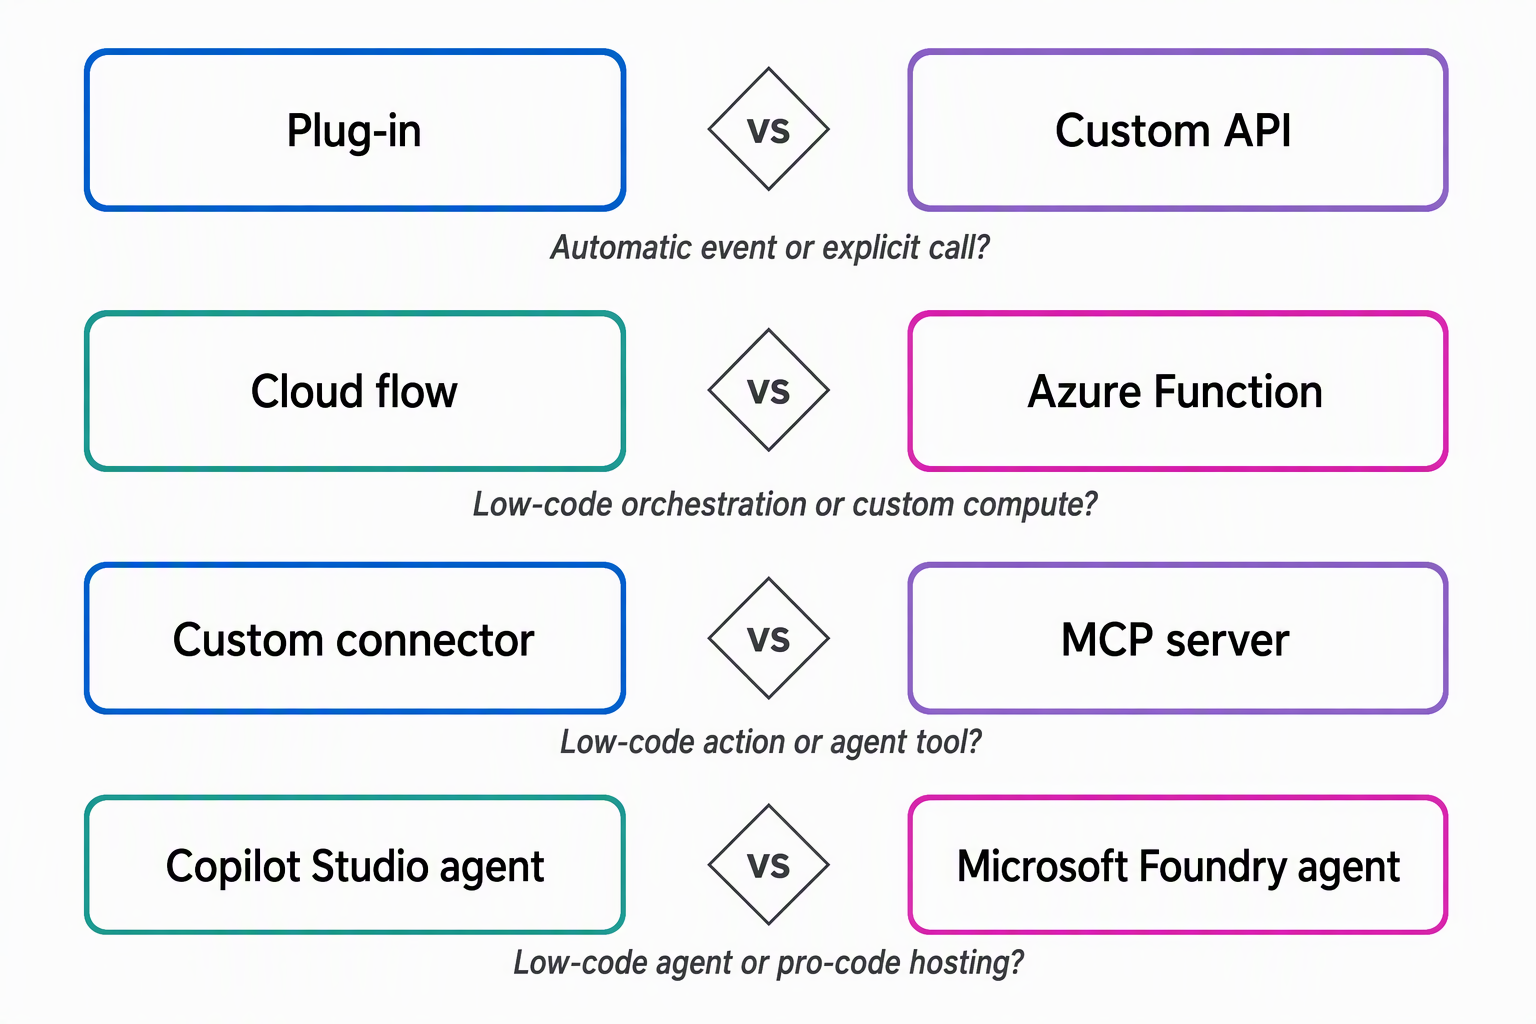 Plug-in
VS
Custom API
Automatic event or explicit call?
Cloud flow
VS
Azure Function
Low-code orchestration or custom compute?
Custom connector
VS
MCP server
Low-code action or agent tool?
Copilot Studio agent
VS
Microsoft Foundry agent
Low-code agent or pro-code hosting?